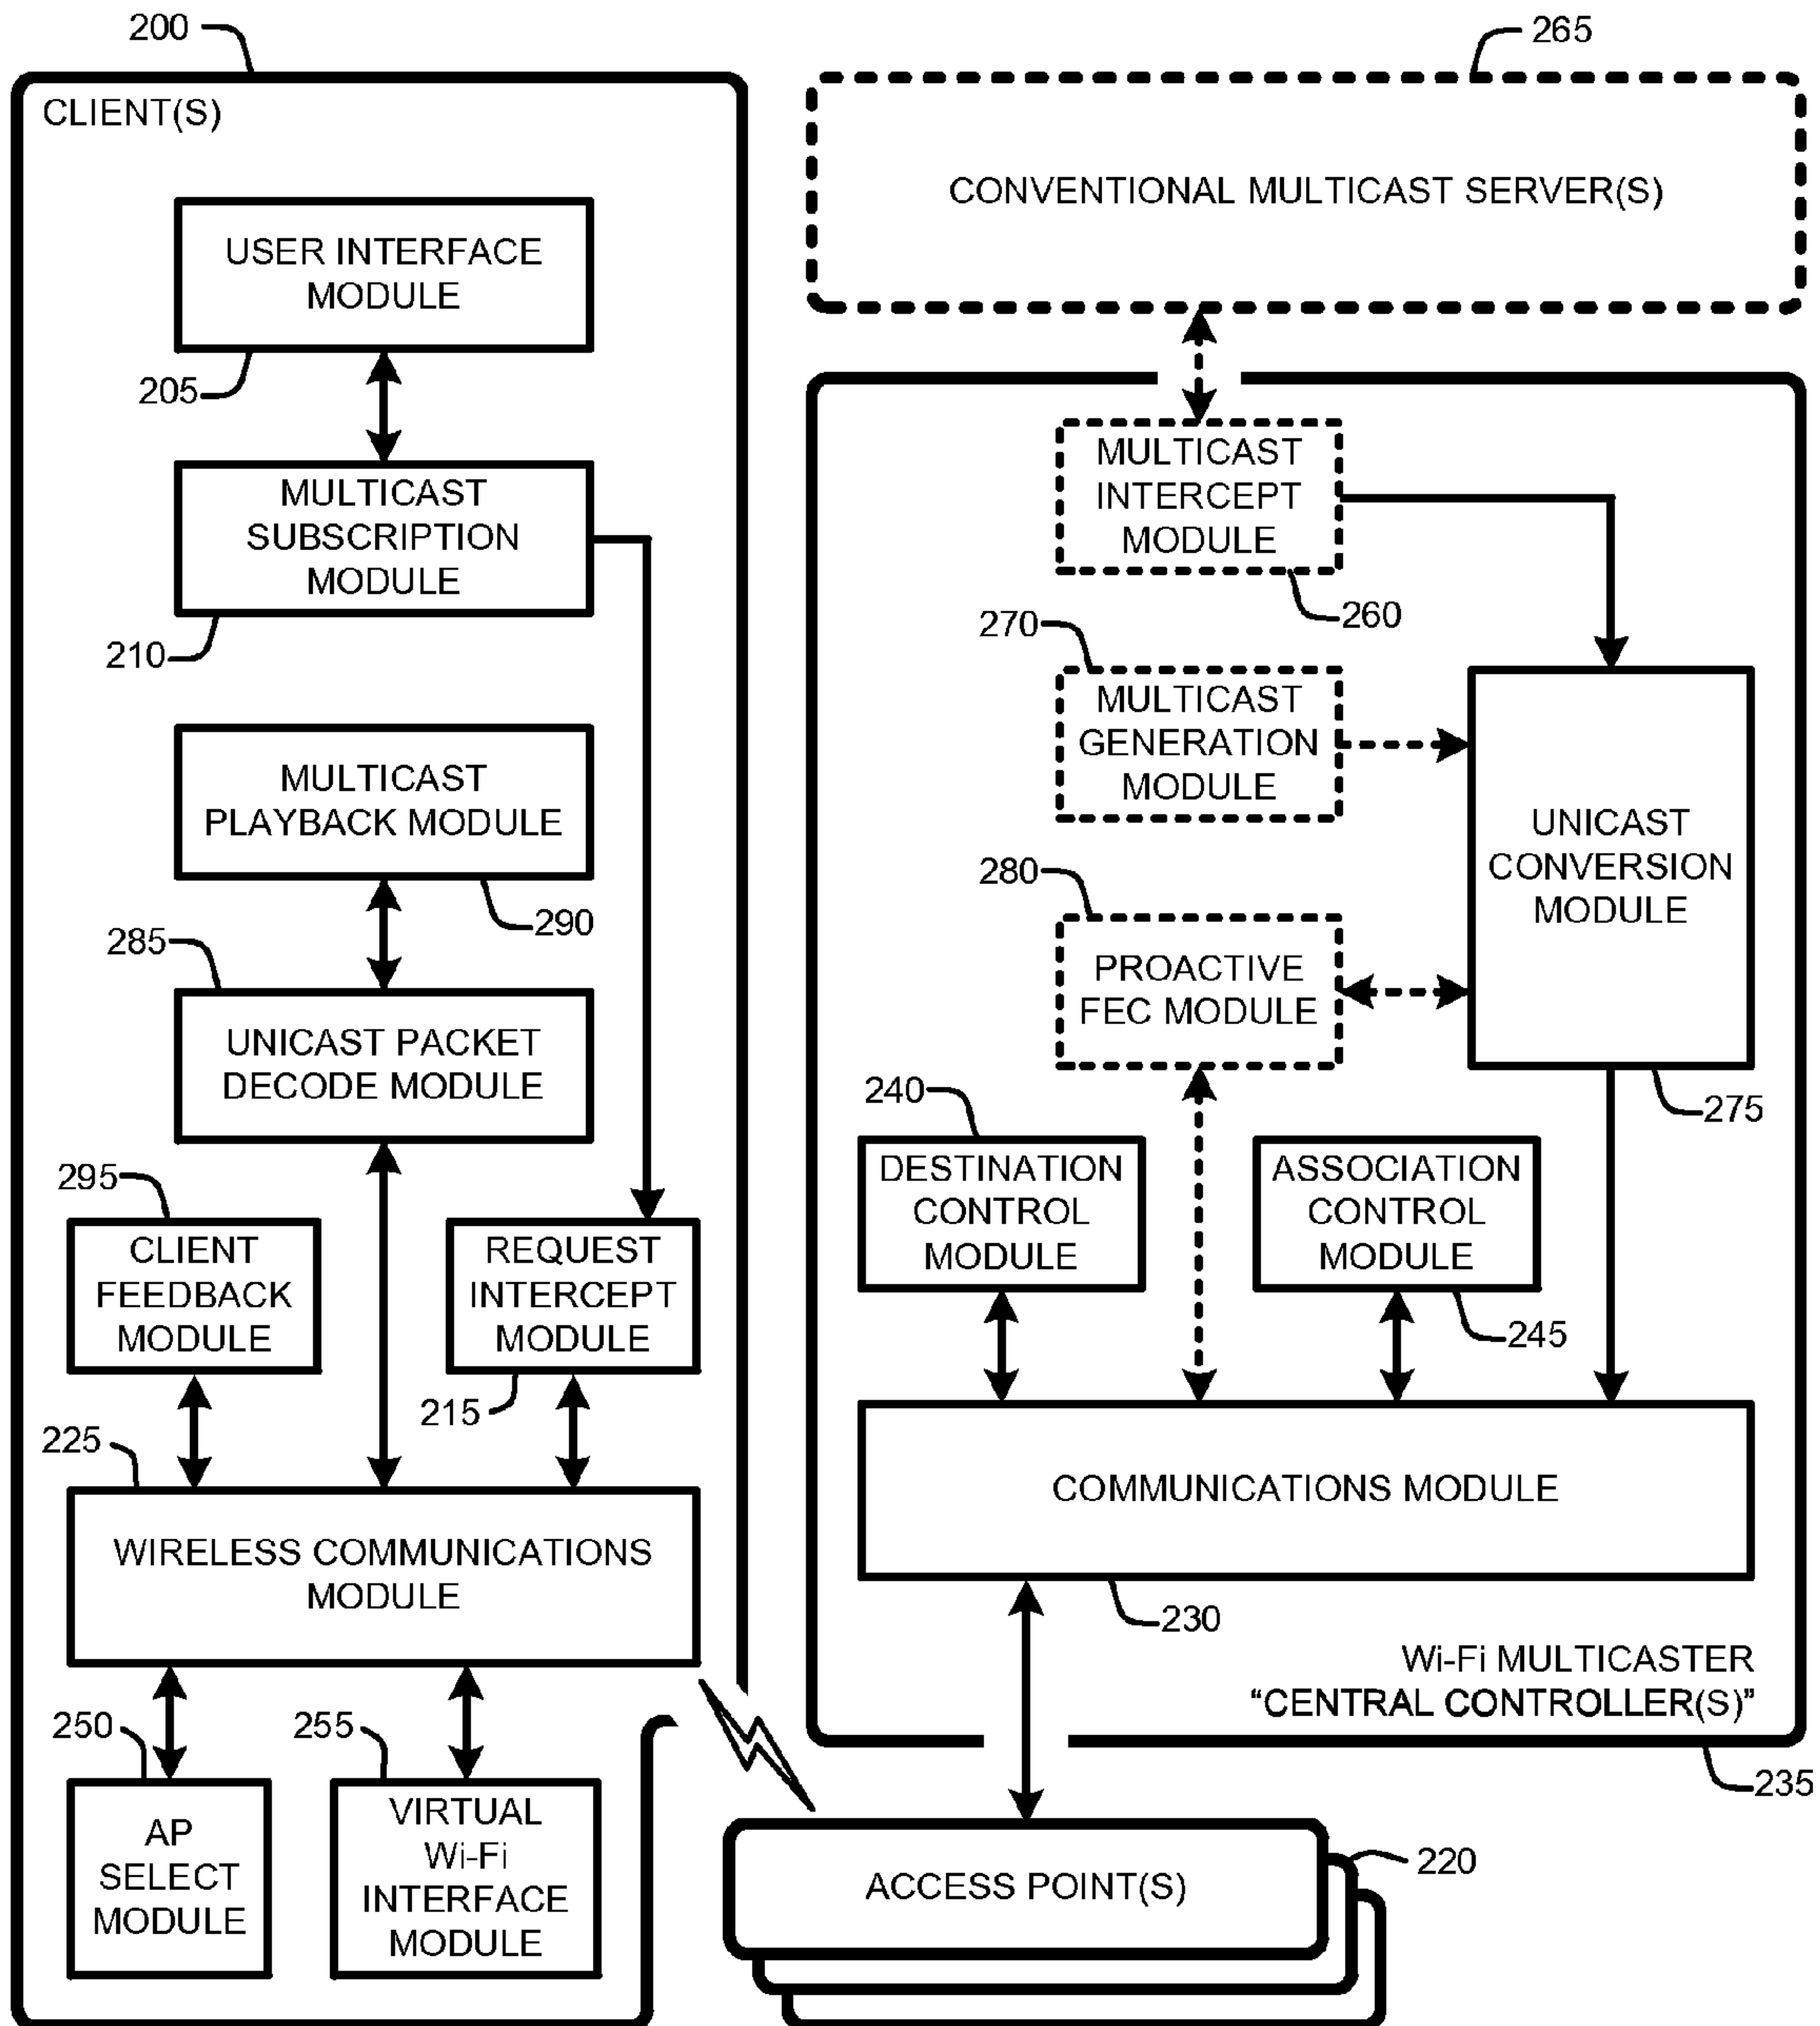 200
CLIENT(S)
USER INTERFACE
MODULE
205
MULTICAST
SUBSCRIPTION
MODULE
210
MULTICAST
PLAYBACK MODULE
290
285
UNICAST PACKET
DECODE MODULE
295
CLIENT
FEEDBACK
MODULE
REQUEST
INTERCEPT
MODULE
215
225
WIRELESS COMMUNICATIONS
MODULE
250
255
AP
SELECT
MODULE
VIRTUAL
Wi-Fi
INTERFACE
MODULE
265
CONVENTIONAL MULTICAST SERVER(S)
MULTICAST
INTERCEPT
MODULE
260
270
MULTICAST
GENERATION
MODULE
UNICAST
CONVERSION
MODULE
280
PROACTIVE
FEC MODULE
275
240
DESTINATION
CONTROL
MODULE
ASSOCIATION
CONTROL
MODULE
245
COMMUNICATIONS MODULE
230
Wi-Fi MULTICASTER
“CENTRAL CONTROLLER(S)”
235
ACCESS POINT(S)
220